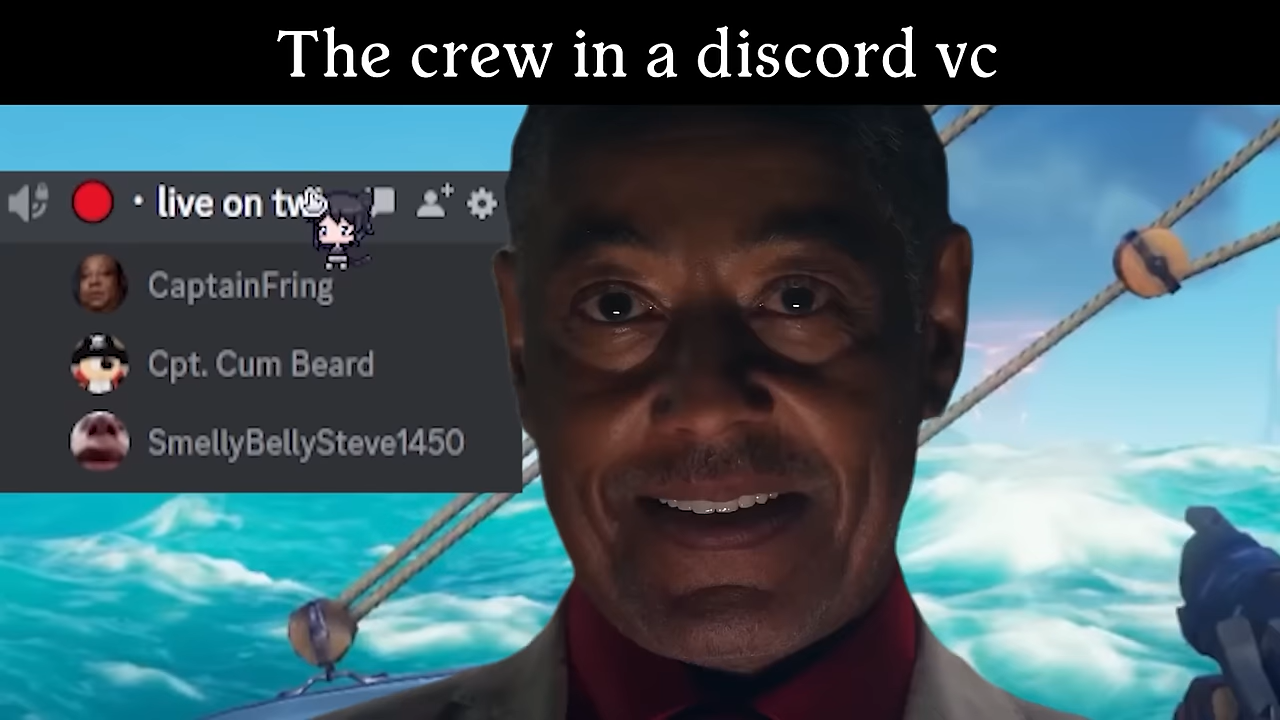 The crew in a discord vc
• live on tw
CaptainFring
Cpt. Cum Beard
SmellyBellySteve1450